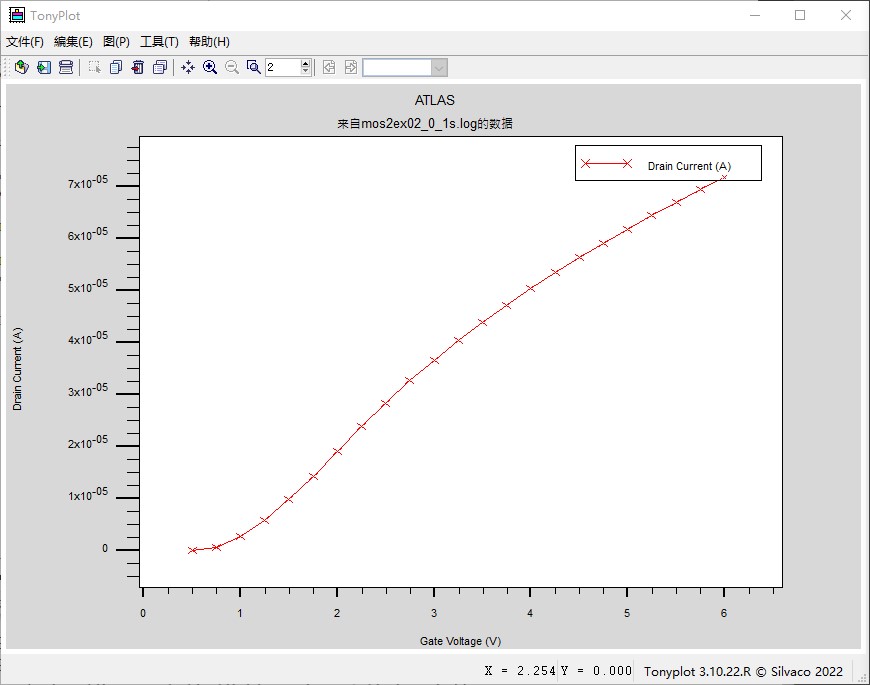 TonyPlot
文件(F) 編集(E) 图(P) 工具(T) 帮助(H)
2
ATLAS
来自mos2ex02_0_1s.log的数据
Drain Current (A)
7x10-05
6x10-05
5x10-05
4x10-05
3x10-05
2x10-05
1x10-05
0
Drain Current (A)
0 1 2 3 4 5 6
Gate Voltage (V)
X = 2.254 Y = 0.000 Tonyplot 3.10.22.R © Silvaco 2022